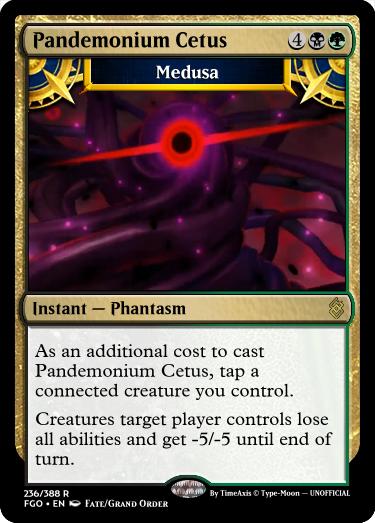 Pandemonium Cetus 4
Medusa
Instant — Phantasm
As an additional cost to cast
Pandemonium Cetus, tap a
connected creature you control.
Creatures target player controls lose
all abilities and get -5/-5 until end of
turn.
236/388 R
FGO • EN Fate/Grand Order
By TimeAxis © Type-Moon — UNOFFICIAL